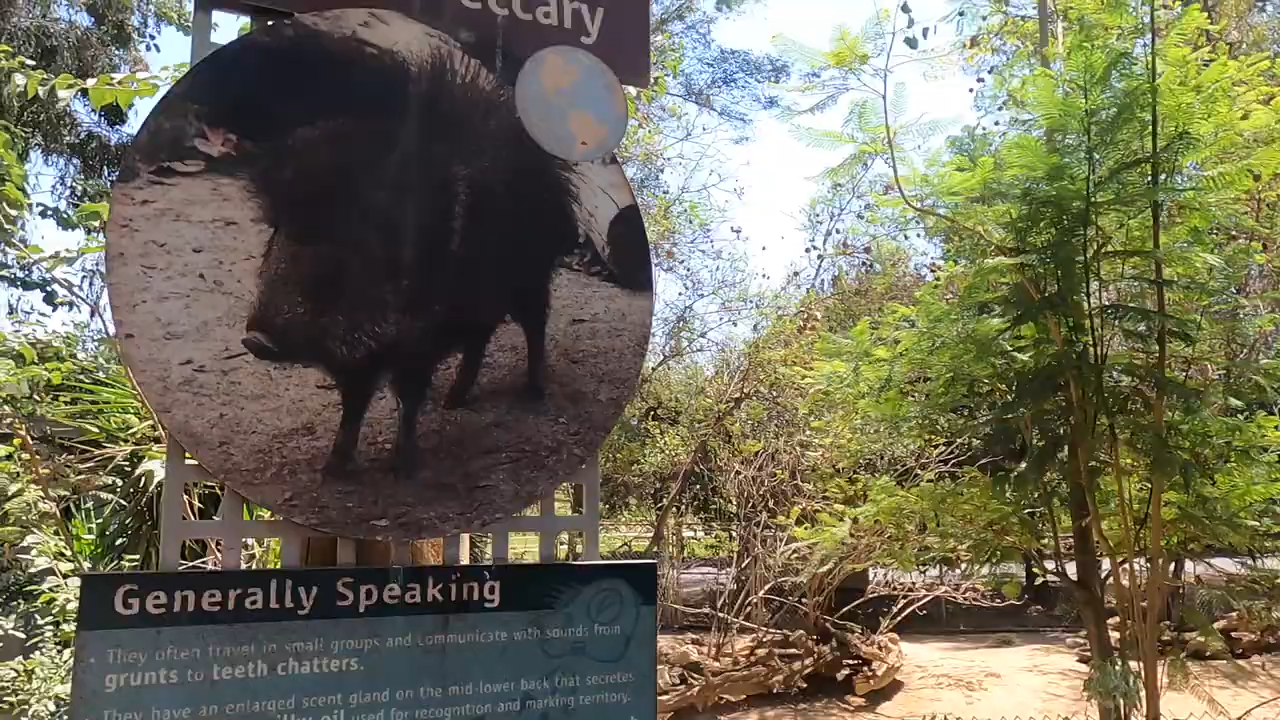 Generally Speaking
• They often travel in small groups and communicate with sounds from
grunts to teeth chatters.
• They have an enlarged scent gland on the mid-lower back that secretes
oil used for recognition and marking territory.